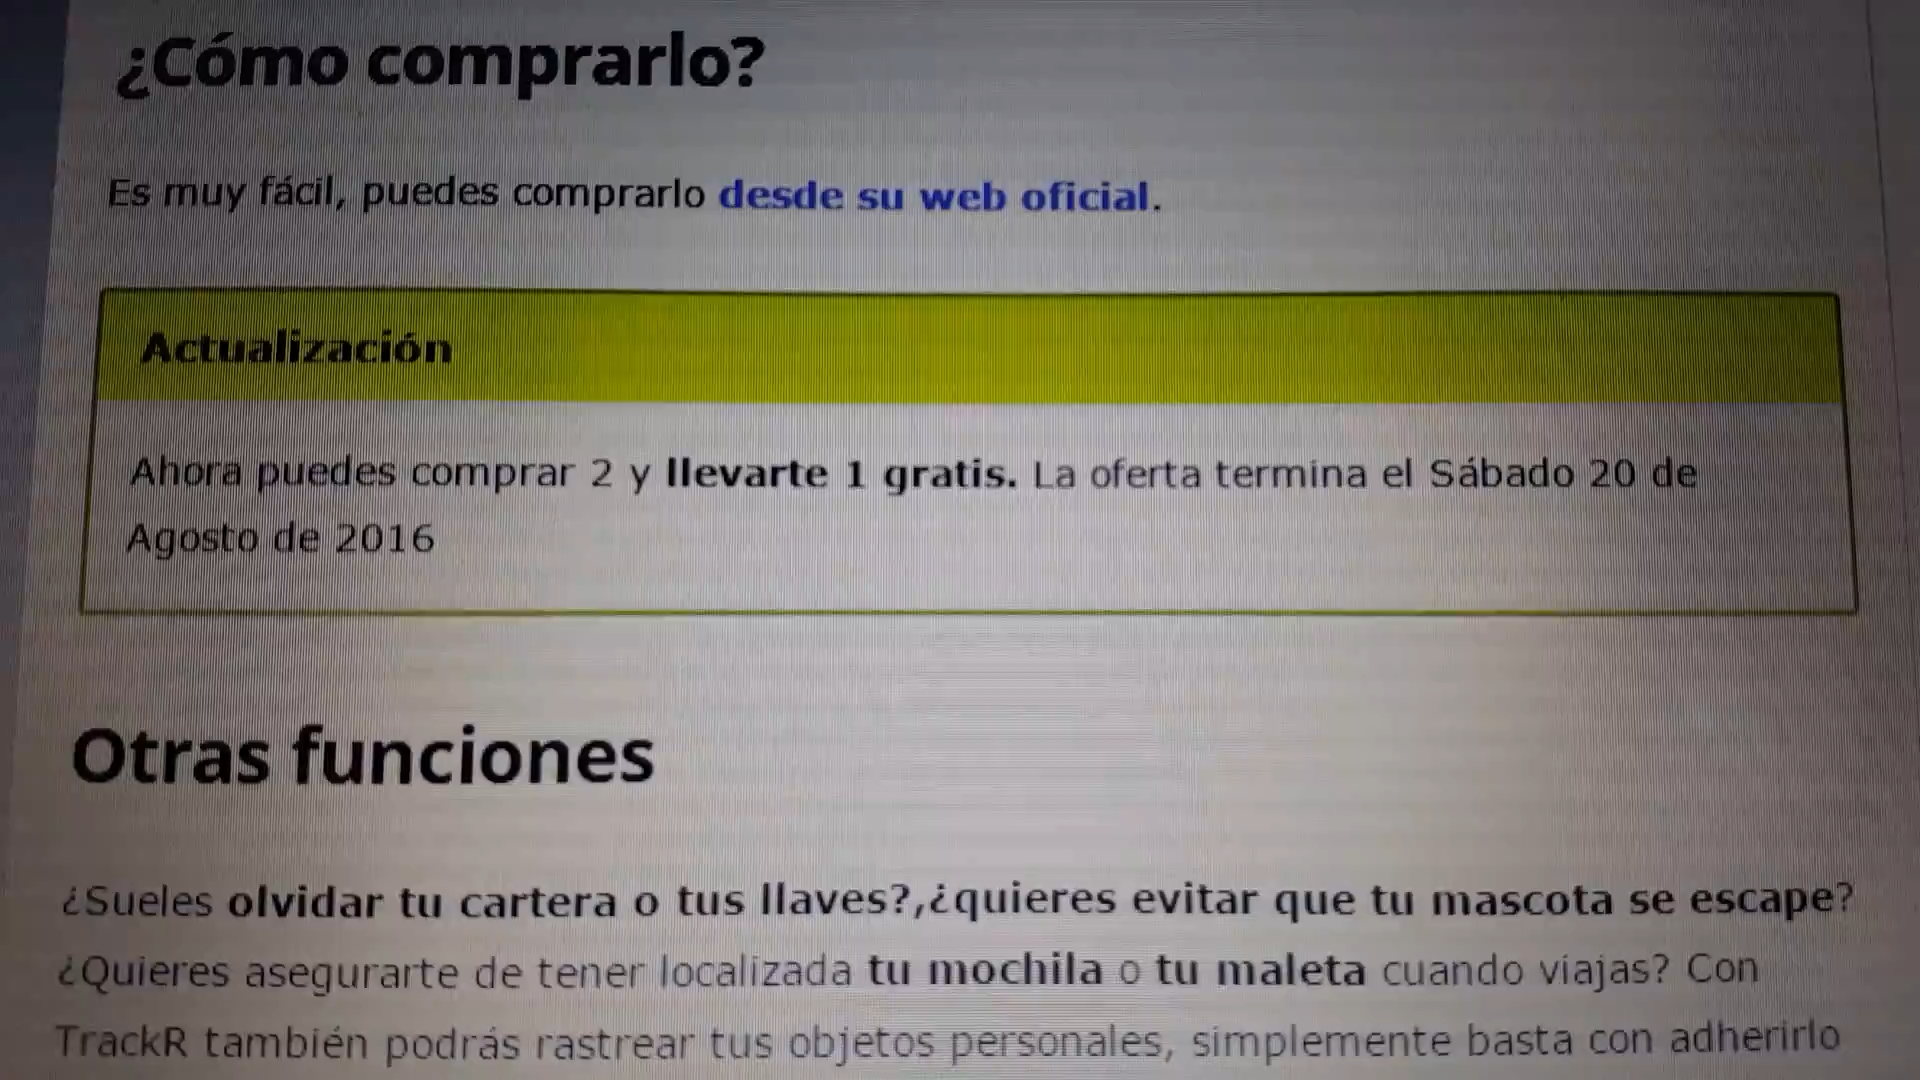 ¿Cómo comprarlo?
Es muy fácil, puedes comprarlo desde su web oficial.
Actualización
Ahora puedes comprar 2 y llevarte 1 gratis. La oferta termina el Sábado 20 de
Agosto de 2016
Otras funciones
¿Sueles olvidar tu cartera o tus llaves?,¿quieres evitar que tu mascota se escape?
¿Quieres asegurarte de tener localizada tu mochila o tu maleta cuando viajas? Con
TrackR también podrás rastrear tus objetos personales, simplemente basta con adherirlo